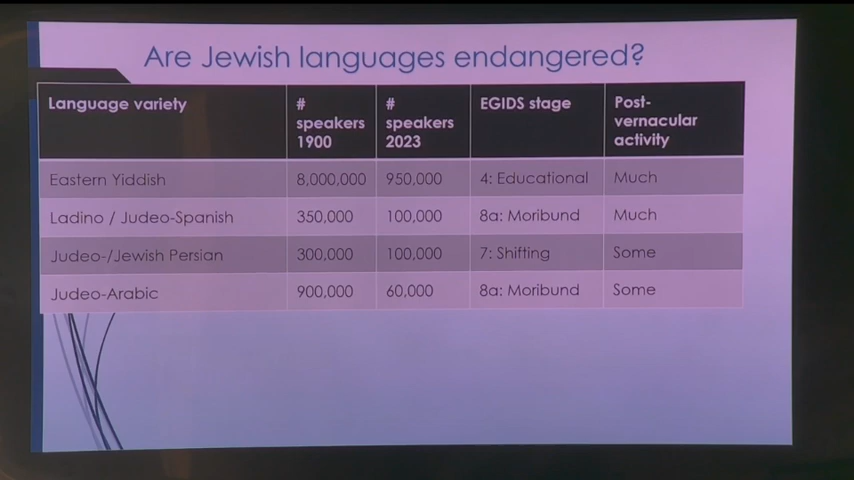 Are Jewish languages endangered?
Language variety # speakers 1900 # speakers 2023 EGIDS stage Post-vernacular activity
Eastern Yiddish 8,000,000 950,000 4: Educational Much
Ladino / Judeo-Spanish 350,000 100,000 8a: Moribund Much
Judeo-/Jewish Persian 300,000 100,000 7: Shifting Some
Judeo-Arabic 900,000 60,000 8a: Moribund Some